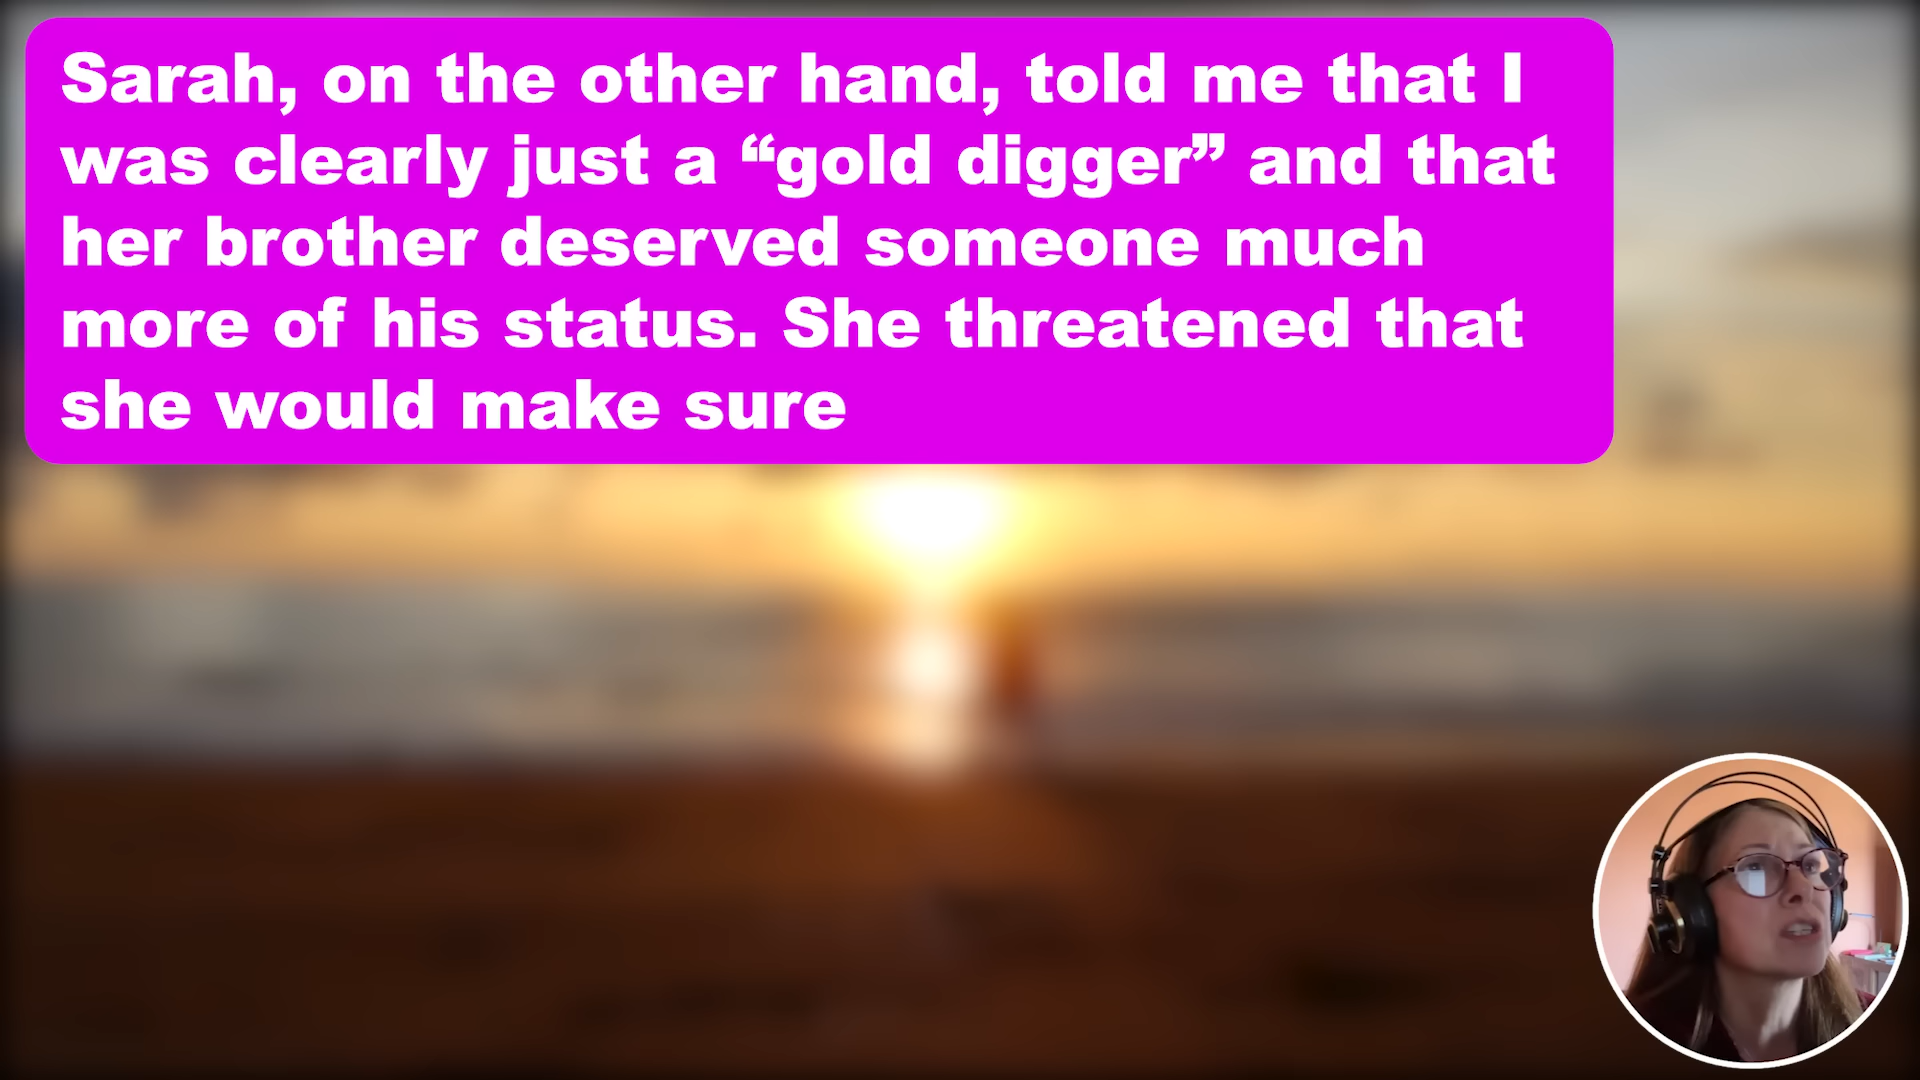 Sarah, on the other hand, told me that I
was clearly just a “gold digger” and that
her brother deserved someone much
more of his status. She threatened that
she would make sure